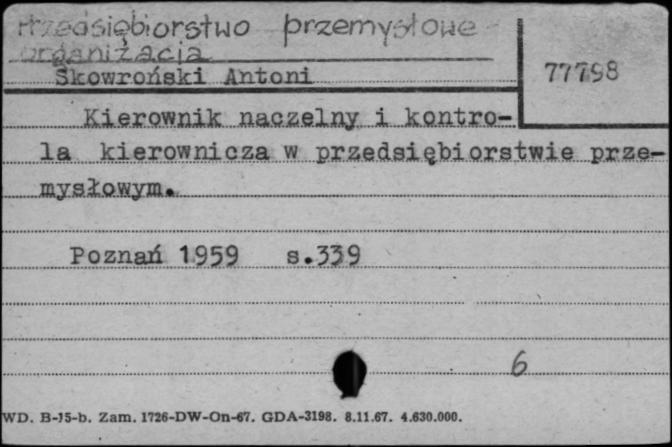 Przedsiębiorstwo przemysłowe -
organizacja
Skowroński Antoni
77798
Kierownik naczelny i kontro-
la kierownicza w przedsiębiorstwie prze-
mysłowym.
Poznań 1959 s.339
6
WD. B-15-b. Zam. 1726-DW-On-67. GDA-3198. 8.11.67. 4.630.000.